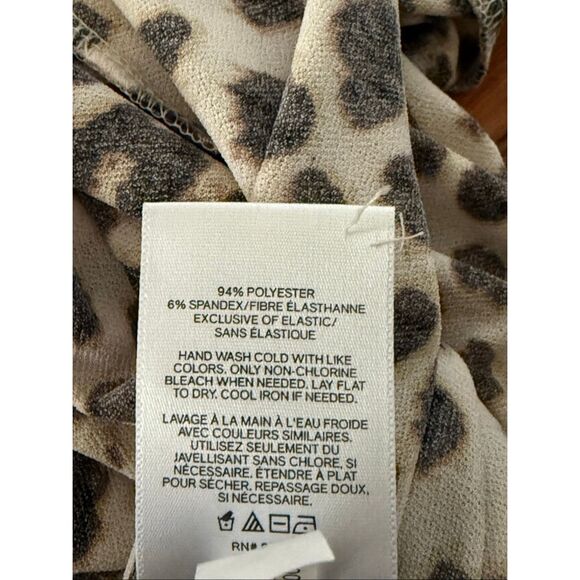 94% POLYESTER
6% SPANDEX/FIBRE ÉLASTHANNE
EXCLUSIVE OF ELASTIC/
SANS ÉLASTIQUE
HAND WASH COLD WITH LIKE
COLORS. ONLY NON-CHLORINE
BLEACH WHEN NEEDED. LAY FLAT
TO DRY. COOL IRON IF NEEDED.
LAVAGE À LA MAIN À L'EAU FROIDE
AVEC COULEURS SIMILAIRES.
UTILISEZ SEULEMENT DU
JAVELLISANT SANS CHLORE, SI
NÉCESSAIRE. ÉTENDRE À PLAT
POUR SÉCHER. REPASSAGE DOUX,
SI NÉCESSAIRE.
RN#